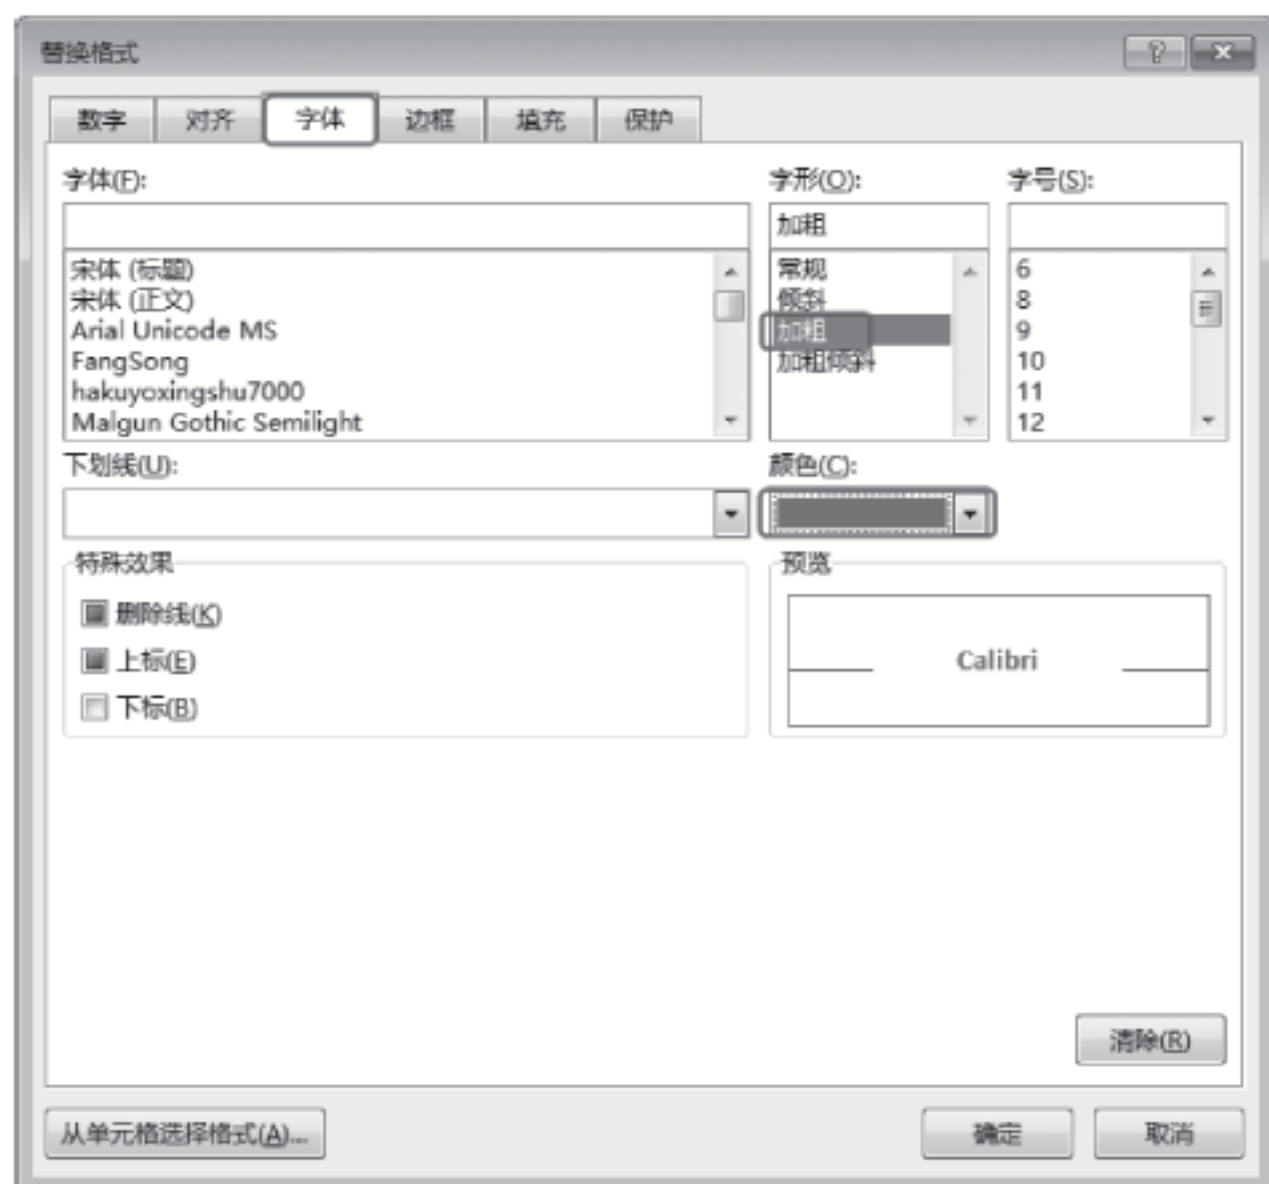 替换格式
数字 对齐 字体 边框 填充 保护
字体(F): 字形(O): 字号(S):
加粗
宋体 (标题) 常规 6
宋体 (正文) 倾斜 8
Arial Unicode MS 加粗 9
FangSong 加粗倾斜 10
hakuyoxingshu7000 11
Malgun Gothic Semilight 12
下划线(U): 颜色(C):
特殊效果 预览
删除线(K)
上标(E) Calibri
下标(B)
清除(R)
从单元格选择格式(A)... 确定 取消